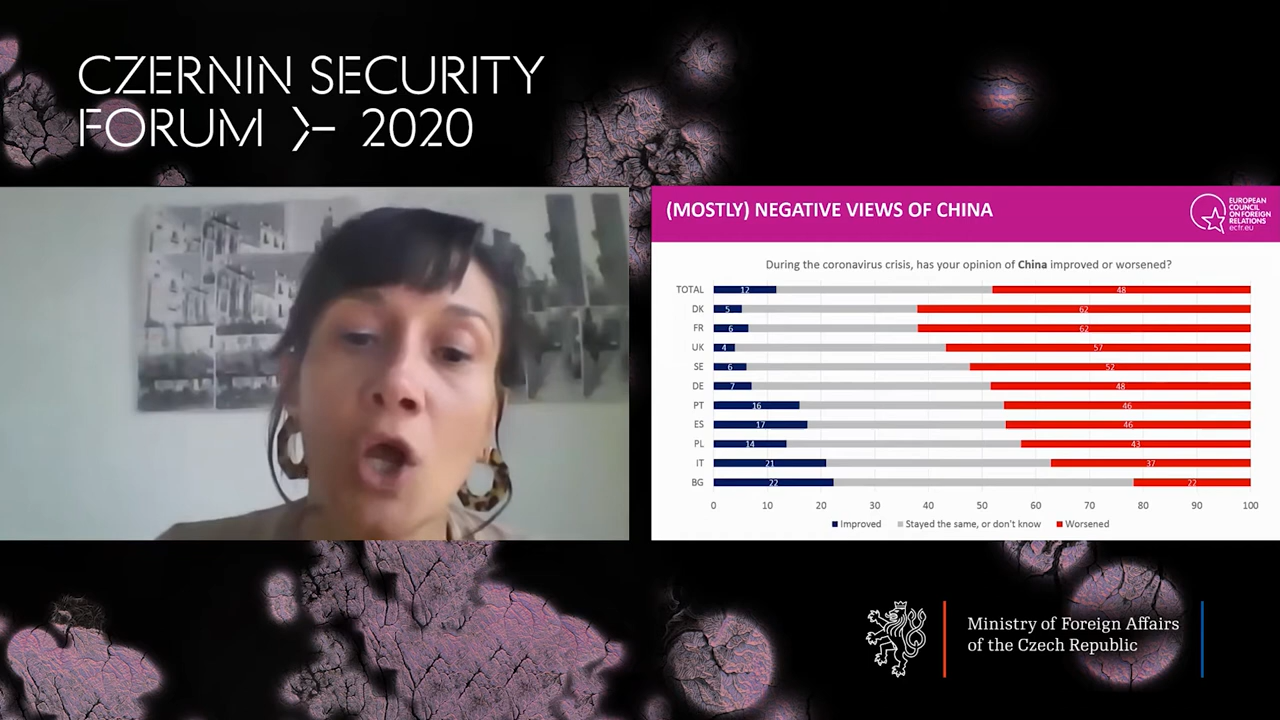 CZERNIN SECURITY
FORUM 2020
(MOSTLY) NEGATIVE VIEWS OF CHINA
EUROPEAN
COUNCIL
ON FOREIGN
RELATIONS
ecfr.eu
During the coronavirus crisis, has your opinion of China improved or worsened?
TOTAL 12 48
DK 5 62
FR 6 62
UK 4 57
SE 6 52
DE 7 48
PT 16 46
ES 17 46
PL 14 43
IT 21 37
BG 22 22
0 10 20 30 40 50 60 70 80 90 100
Improved Stayed the same, or don't know Worsened
Ministry of Foreign Affairs
of the Czech Republic